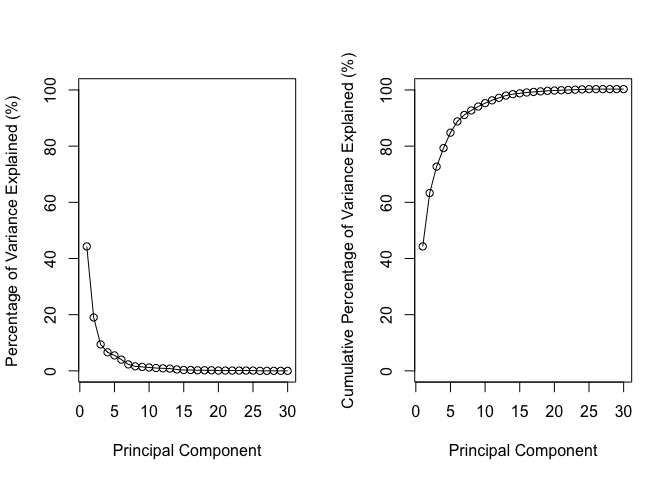 Percentage of Variance Explained (%)
0 20 40 60 80 100
0 5 10 15 20 25 30
Principal Component
Cumulative Percentage of Variance Explained (%)
0 20 40 60 80 100
0 5 10 15 20 25 30
Principal Component